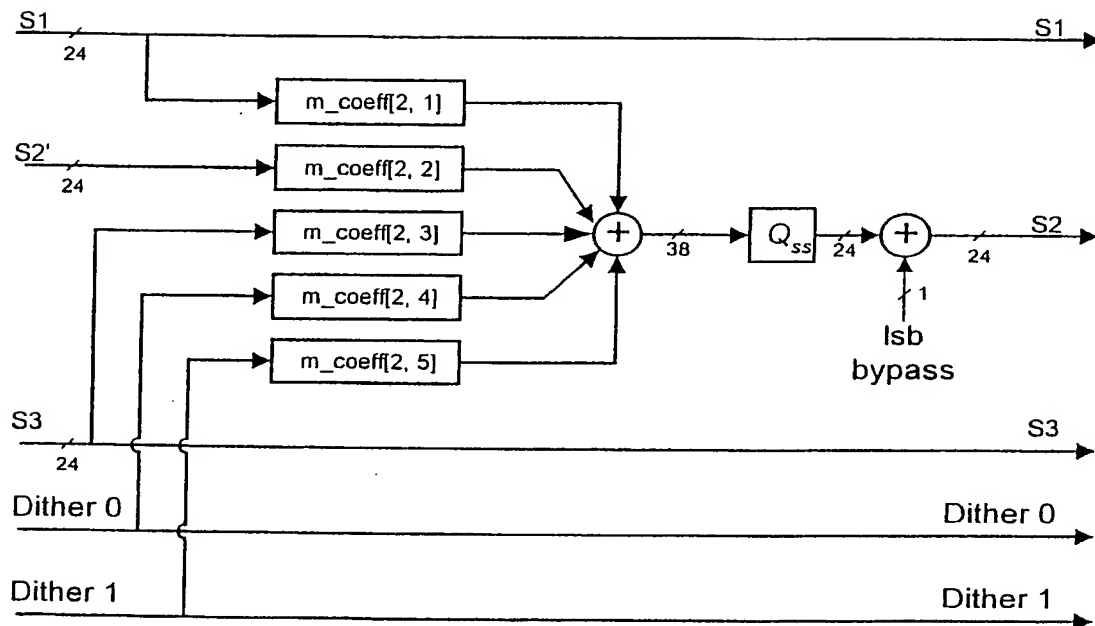 S1
S1
24
m_coeff[2, 1]
S2'
24
m_coeff[2, 2]
m_coeff[2, 3]
+
38
Qss
24
+
24
S2
m_coeff[2, 4]
1
lsb
bypass
m_coeff[2, 5]
S3
24
S3
Dither 0
Dither 0
Dither 1
Dither 1